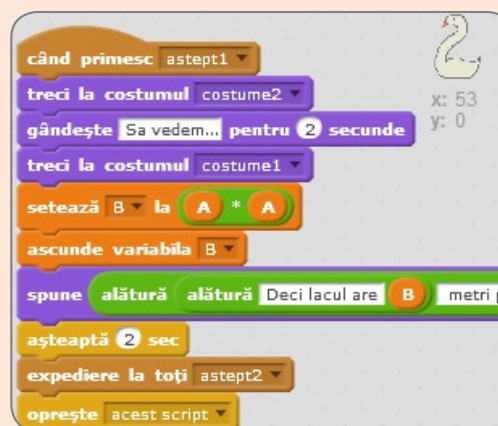 când primesc astept1
treci la costumul costume2
x: 53
gândește Sa vedem... pentru 2 secunde
y: 0
treci la costumul costume1
setează B la A * A
ascunde variabila B
spune alătură alătură Deci lacul are B metri
așteaptă 2 sec
expediere la toți astept2
oprește acest script